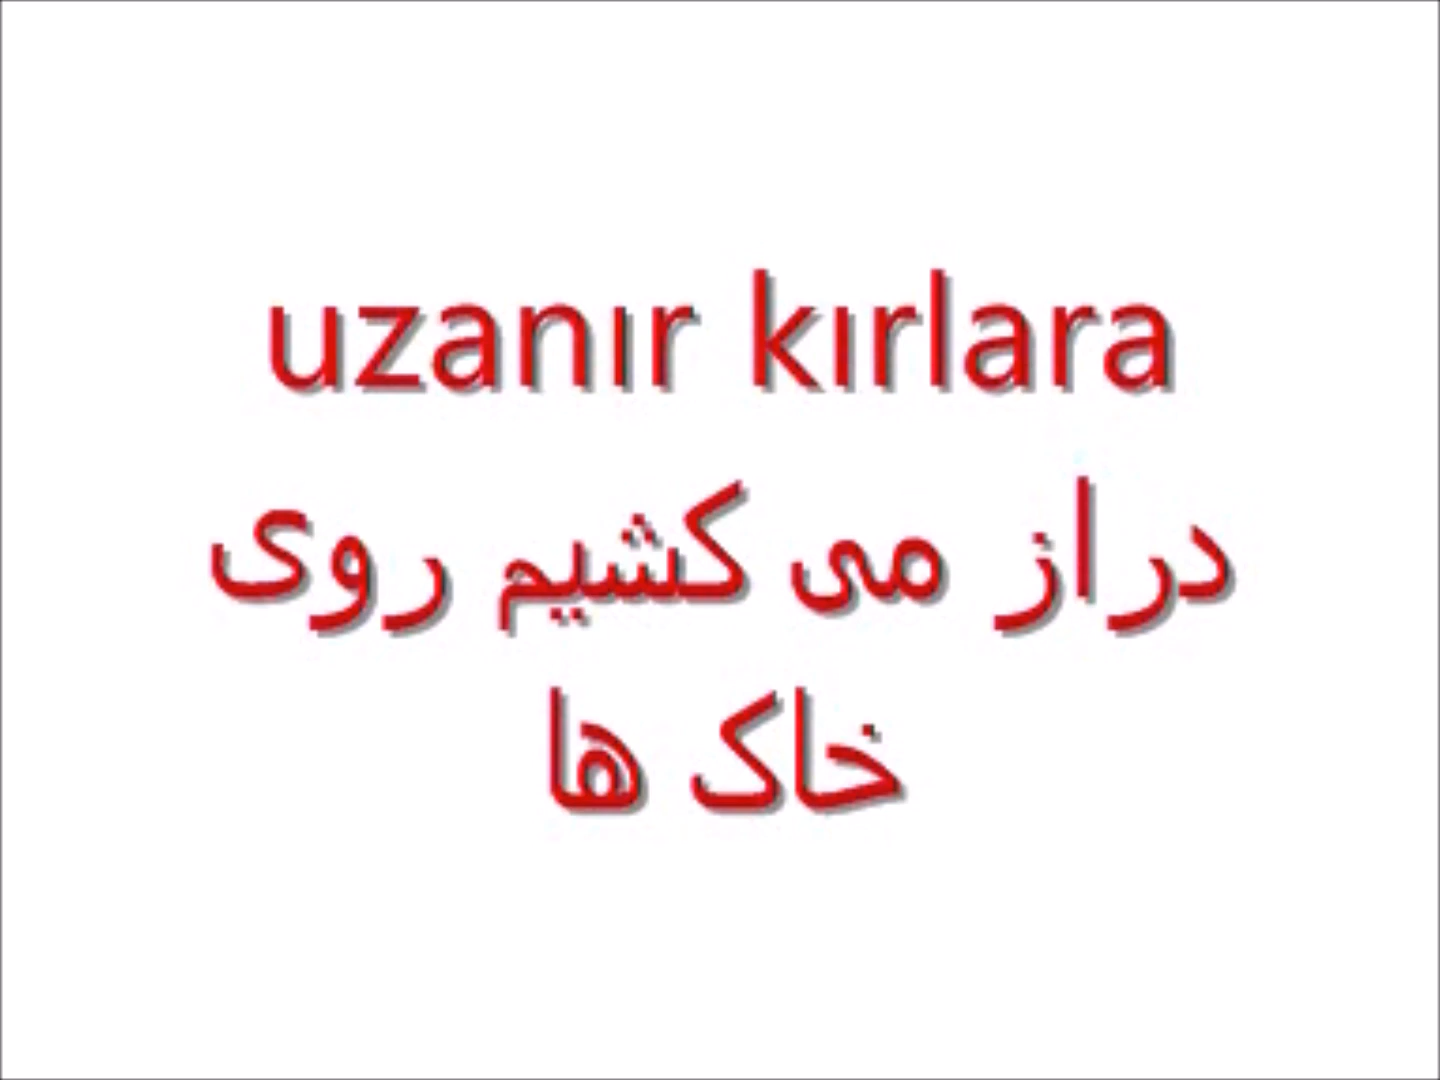 uzanır kırlara
دراز می کشیم روی
خاک ها